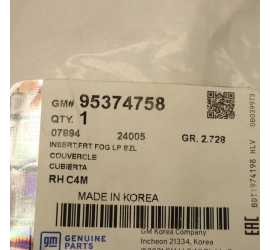 GM# 95374758
QTY. 1
07894 24005 GR. 2.728
INSERT,FRT FOG LP BZL
COUVERCLE
CUBIERTA
RH C4M
MADE IN KOREA
GENUINE
PARTS
GM Korea Company
Incheon 21334, Korea